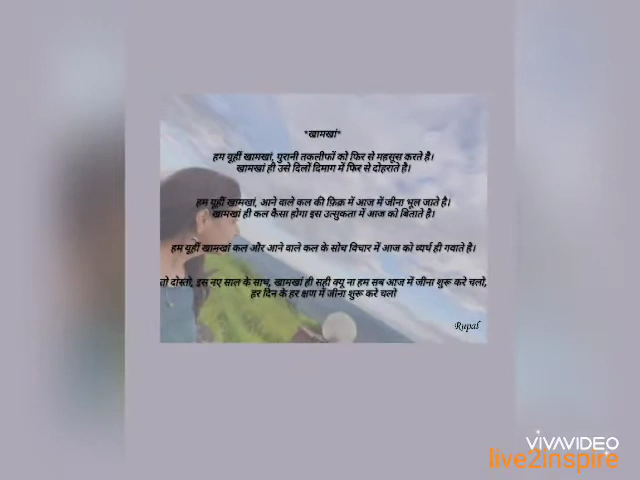 *खामखां*
हम यूहीं खामखां, पुरानी तकलीफों को फिर से महसूस करते है।
खामखां ही उसे दिलों दिमाग में फिर से दोहराते है।
हम यूहीं खामखां, आने वाले कल की फ़िक्र में आज में जीना भूल जाते है।
खामखां ही कल कैसा होगा इस उत्सुकता में आज को बिताते है।
हम यूहीं खामखां कल और आने वाले कल के सोच विचार में आज को व्यर्थ ही गवाते है।
तो दोस्तो, इस नए साल के साथ, खामखां ही सही क्यू ना हम सब आज में जीना शुरू करे चलो,
हर दिन के हर क्षण में जीना शुरू करे चलो
Rupal
VIVAVIDEO
live2inspire